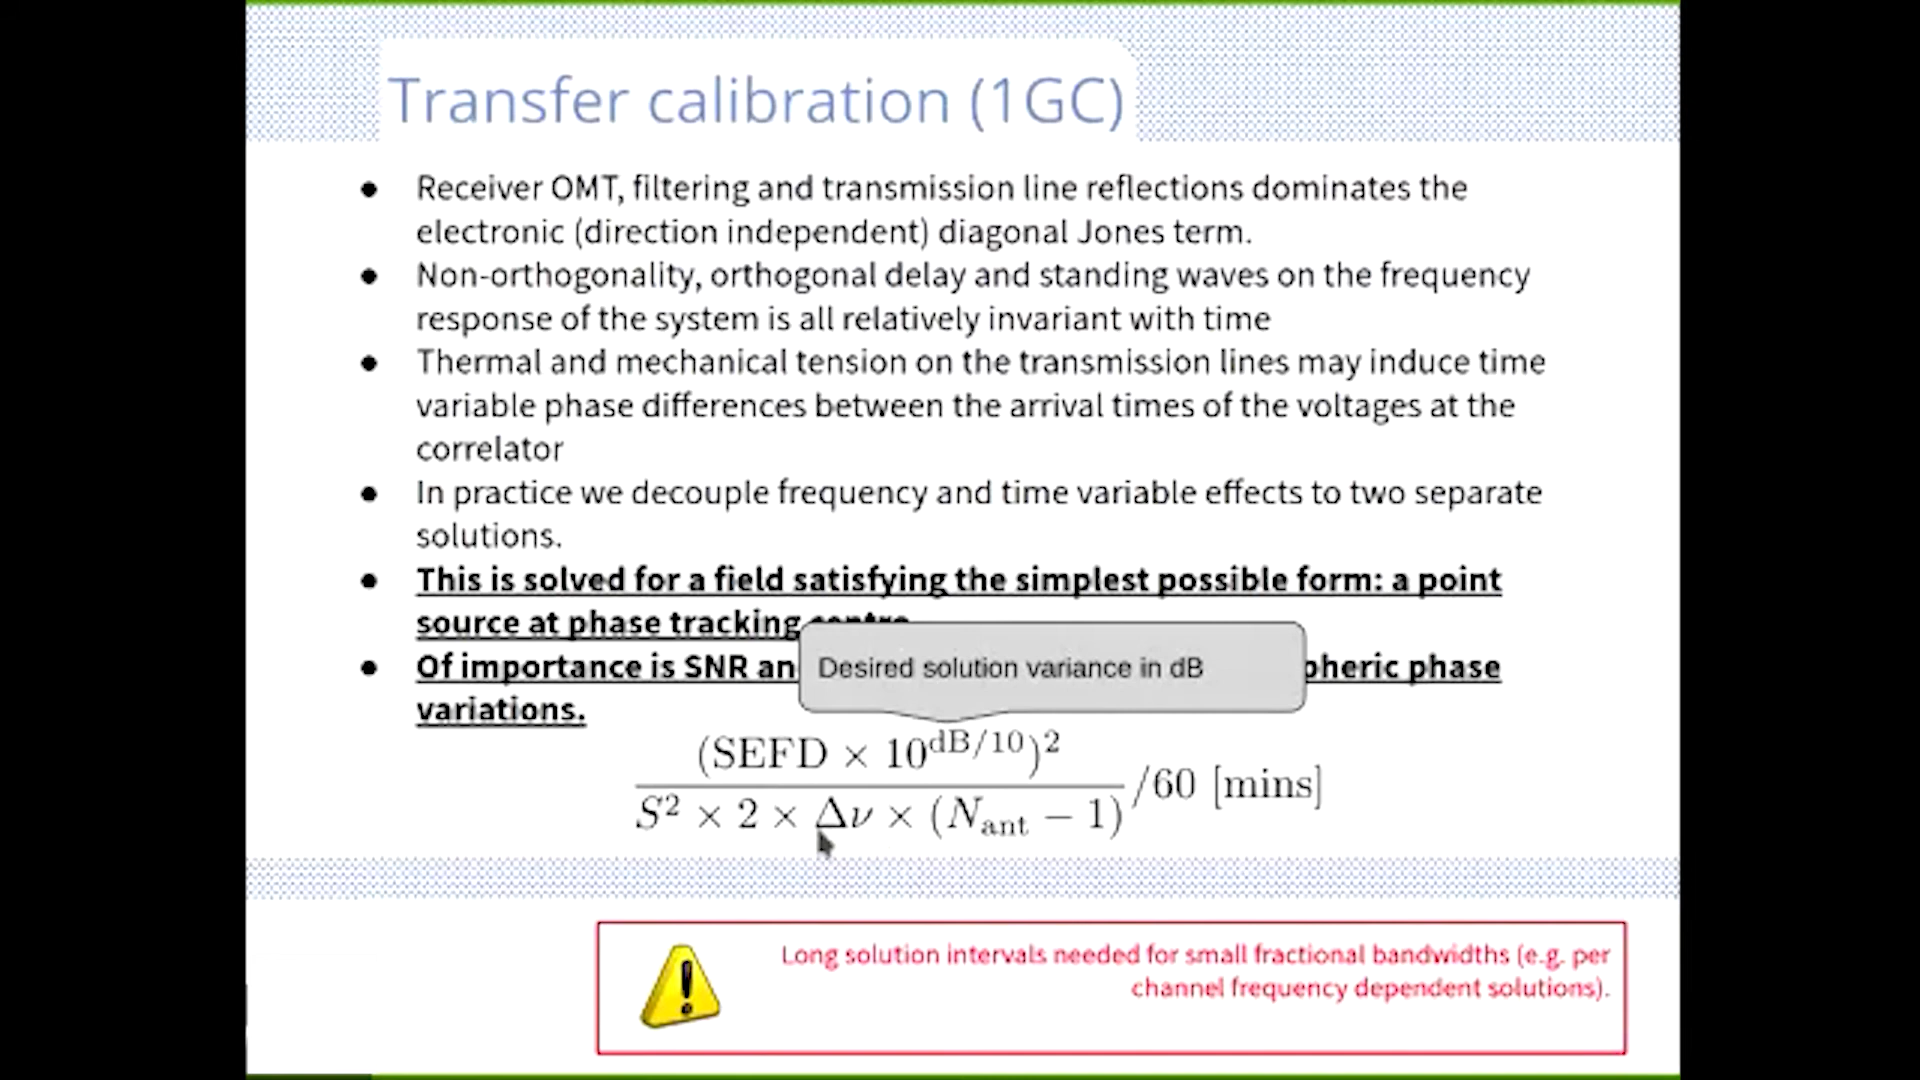 Transfer calibration (1GC)
● Receiver OMT, filtering and transmission line reflections dominates the
electronic (direction independent) diagonal Jones term.
● Non-orthogonality, orthogonal delay and standing waves on the frequency
response of the system is all relatively invariant with time
● Thermal and mechanical tension on the transmission lines may induce time
variable phase differences between the arrival times of the voltages at the
correlator
● In practice we decouple frequency and time variable effects to two separate
solutions.
● This is solved for a field satisfying the simplest possible form: a point
source at phase tracking
● Of importance is SNR an pheric phase
Desired solution variance in dB
variations.
(SEFD × 10^{dB/10})^2
/60 [mins]
S^2 × 2 × Δν × (N_{ant} − 1)
Long solution intervals needed for small fractional bandwidths (e.g. per
channel frequency dependent solutions).